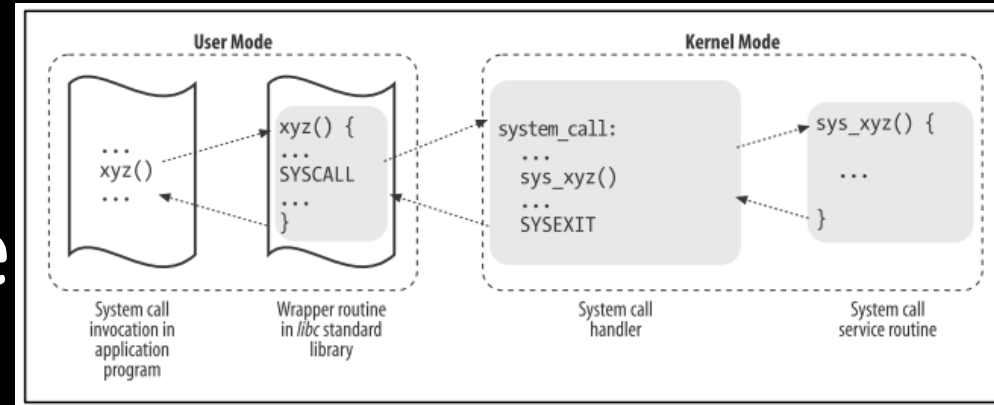 User Mode
Kernel Mode
...
xyz()
...
xyz() {
...
SYSCALL
...
}
system_call:
...
sys_xyz()
...
SYSEXIT
sys_xyz() {
...
}
System call
invocation in
application
program
Wrapper routine
in libc standard
library
System call
handler
System call
service routine
e